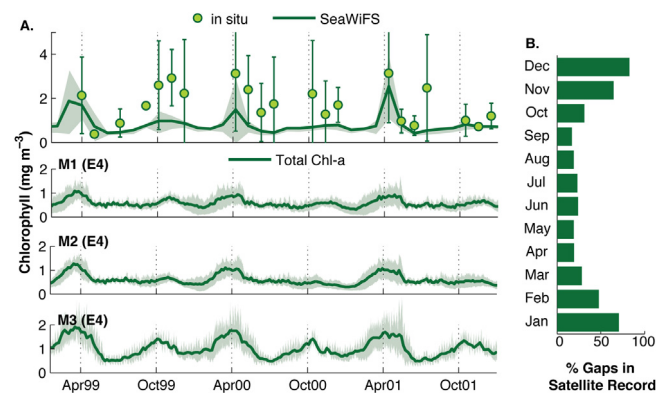 A.
in situ
SeaWiFS
4
2
0
M1 (E4)
Total Chl-a
2
1
0
M2 (E4)
2
1
0
M3 (E4)
2
1
0
Chlorophyll (mg m⁻³)
Apr99
Oct99
Apr00
Oct00
Apr01
Oct01
B.
Dec
Nov
Oct
Sep
Aug
Jul
Jun
May
Apr
Mar
Feb
Jan
0
50
100
% Gaps in
Satellite Record